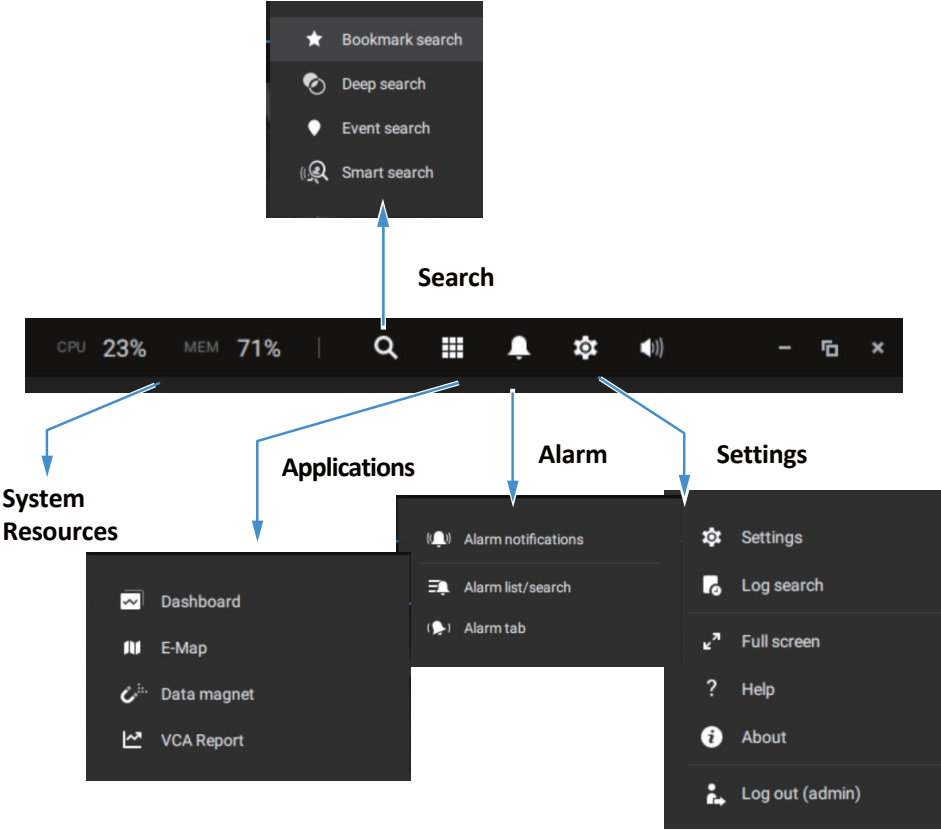 Bookmark search
Deep search
Event search
Smart search
Search
CPU 23% MEM 71%
System
Resources
Applications
Alarm
Settings
Dashboard
E-Map
Data magnet
VCA Report
Alarm notifications
Alarm list/search
Alarm tab
Settings
Log search
Full screen
? Help
About
Log out (admin)